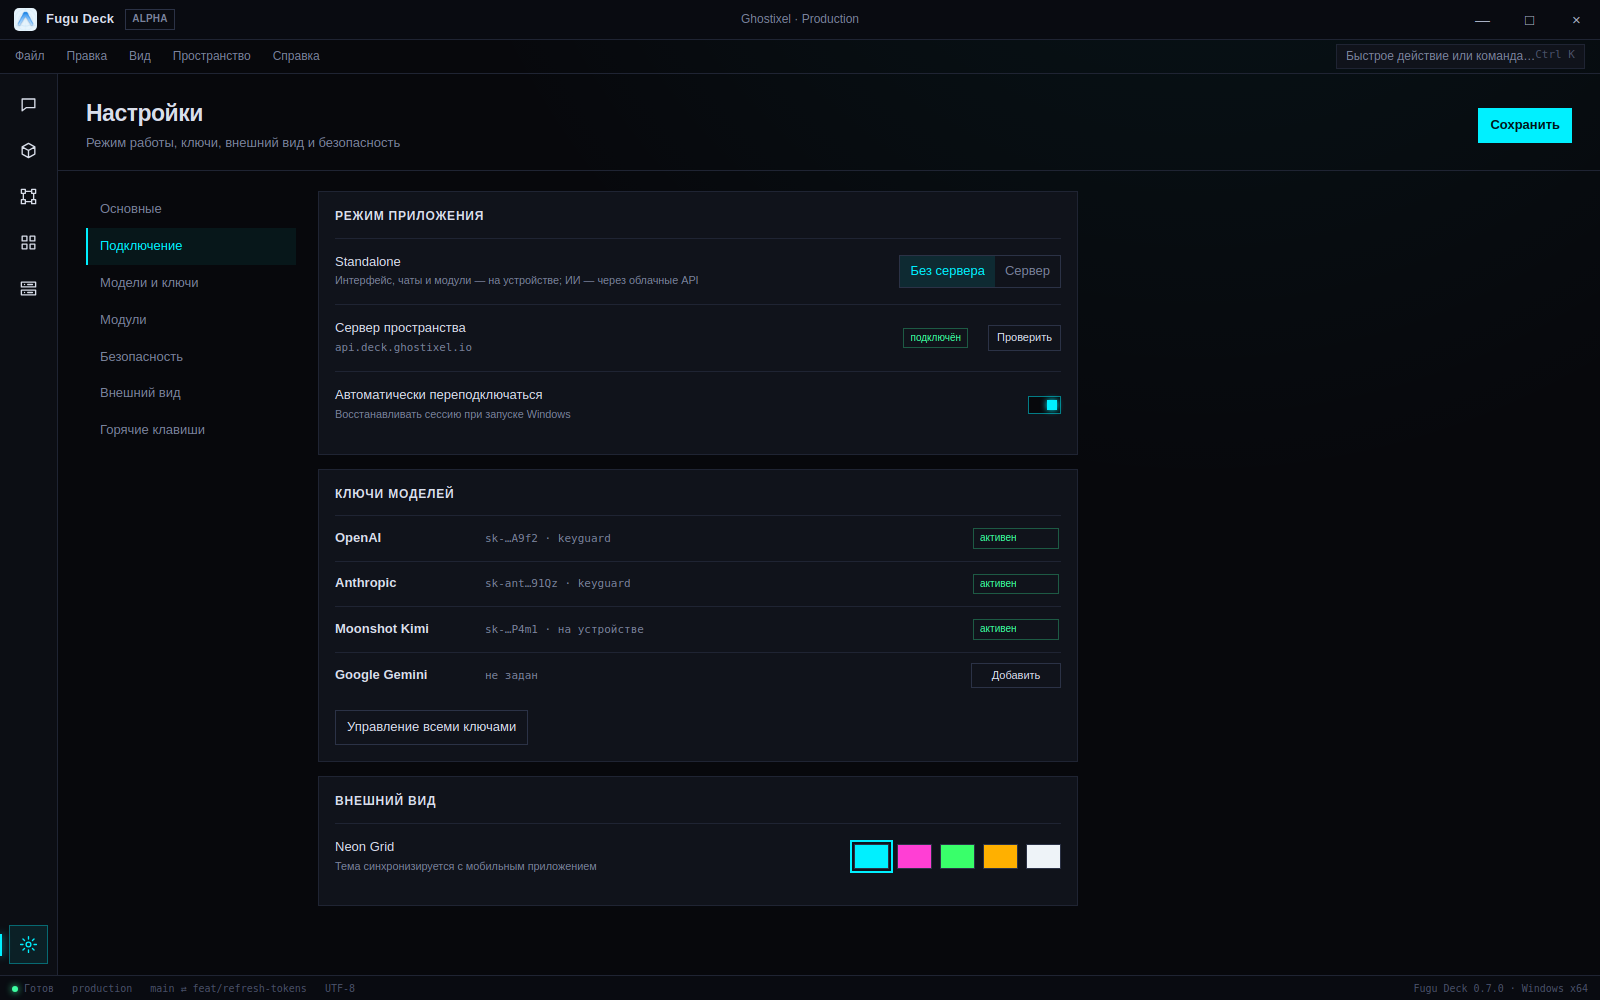 Fugu Deck
ALPHA
Ghostixel · Production
Файл Правка Вид Пространство Справка
Быстрое действие или команда… Ctrl K
Настройки
Режим работы, ключи, внешний вид и безопасность
Сохранить
Основные
Подключение
Модели и ключи
Модули
Безопасность
Внешний вид
Горячие клавиши
РЕЖИМ ПРИЛОЖЕНИЯ
Standalone
Интерфейс, чаты и модули — на устройстве; ИИ — через облачные API
Без сервера Сервер
Сервер пространства
api.deck.ghostixel.io
подключён Проверить
Автоматически переподключаться
Восстанавливать сессию при запуске Windows
КЛЮЧИ МОДЕЛЕЙ
OpenAI sk-…A9f2 · keyguard активен
Anthropic sk-ant…91Qz · keyguard активен
Moonshot Kimi sk-…P4m1 · на устройстве активен
Google Gemini не задан Добавить
Управление всеми ключами
ВНЕШНИЙ ВИД
Neon Grid
Тема синхронизируется с мобильным приложением
Готов production main ⇄ feat/refresh-tokens UTF-8
Fugu Deck 0.7.0 · Windows x64